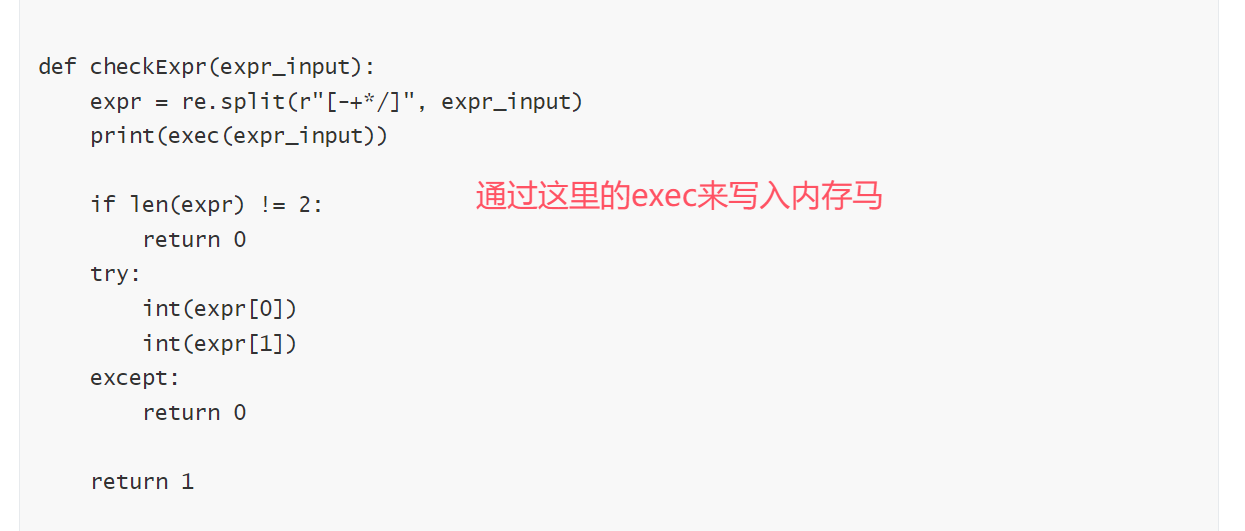 def checkExpr(expr_input):
    expr = re.split(r"[-+*/]", expr_input)
    print(exec(expr_input))
    if len(expr) != 2:
通过这里的exec来写入内存马
        return 0
    try:
        int(expr[0])
        int(expr[1])
    except:
        return 0
    return 1